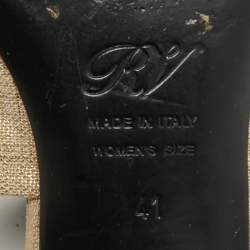 RV
MADE IN ITALY
WOMEN'S SIZE
41